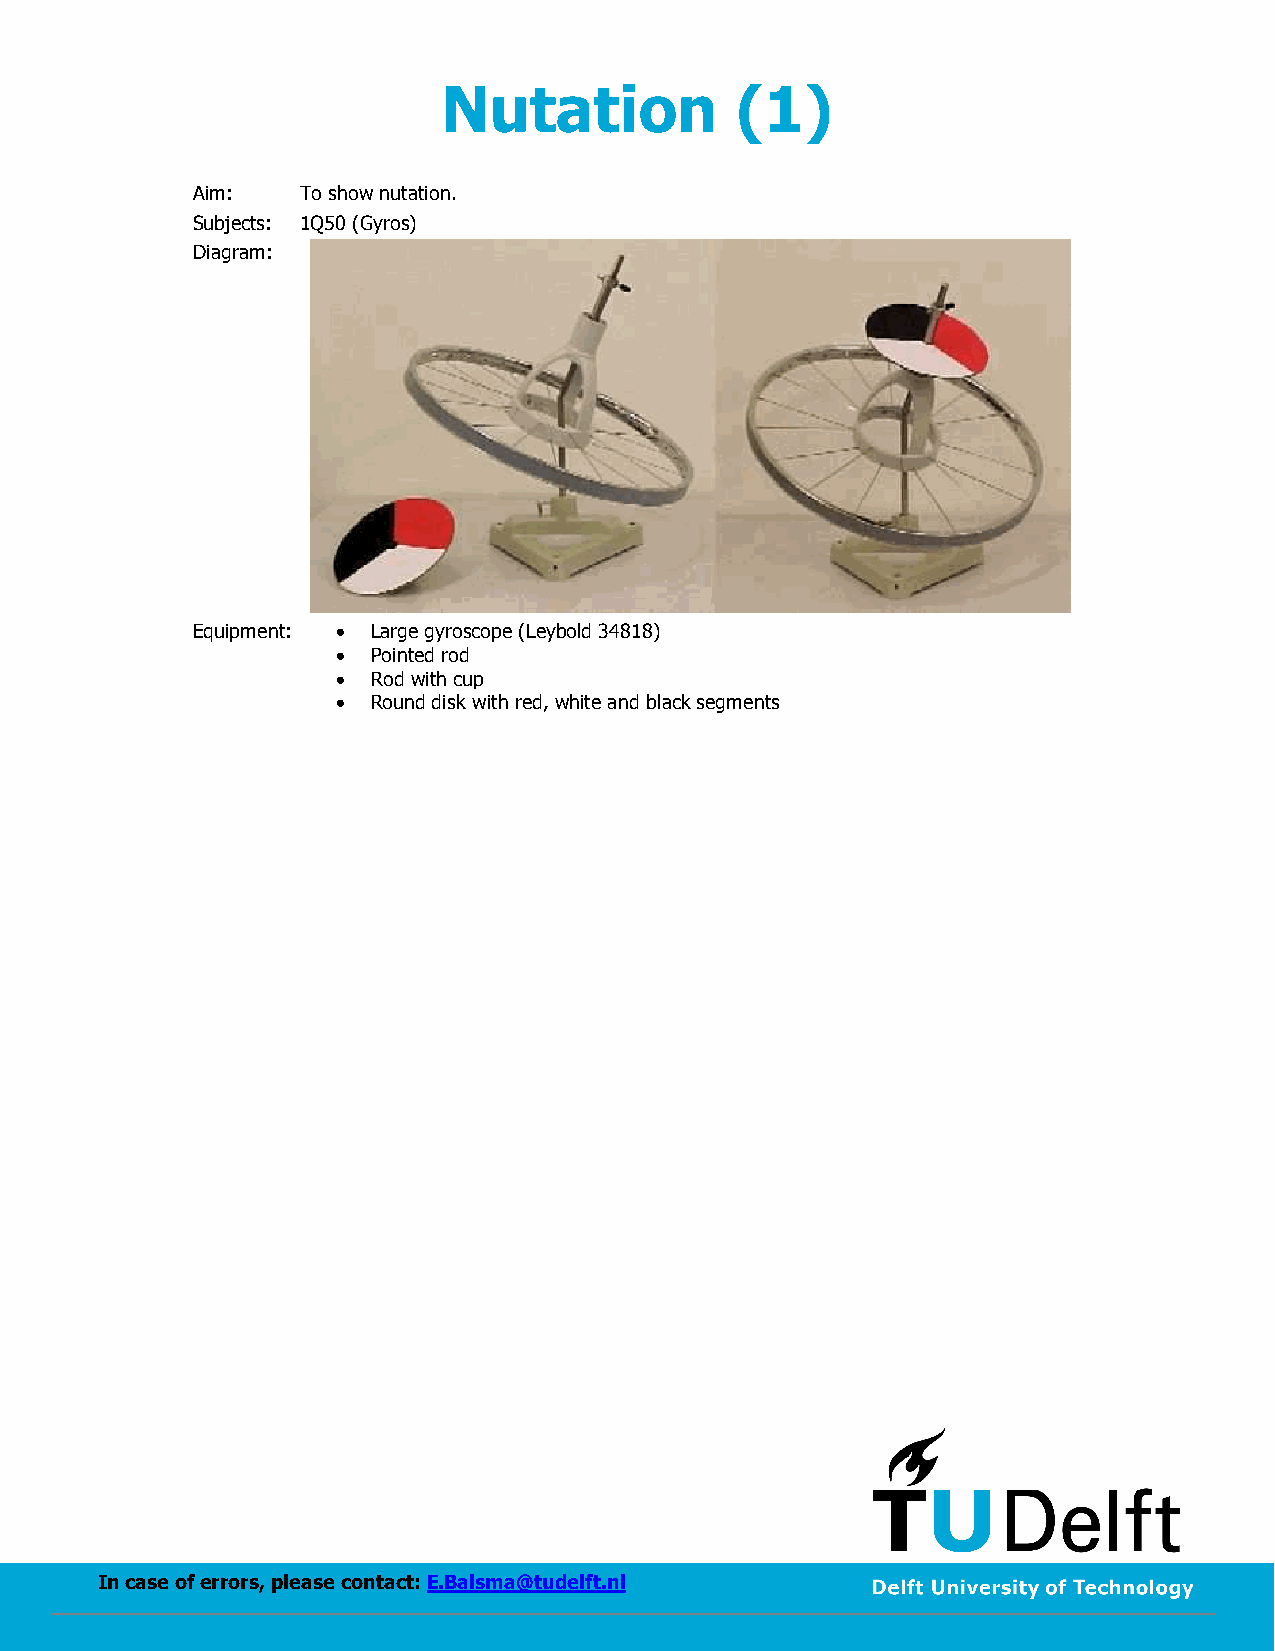 Nutation (1)
Aim: To show nutation.
Subjects: 1Q50 (Gyros)
Diagram:
Equipment: • Large gyroscope (Leybold 34818)
• Pointed rod
• Rod with cup
• Round disk with red, white and black segments
TUDelft
In case of errors, please contact: E.Balsma@tudelft.nl
Delft University of Technology